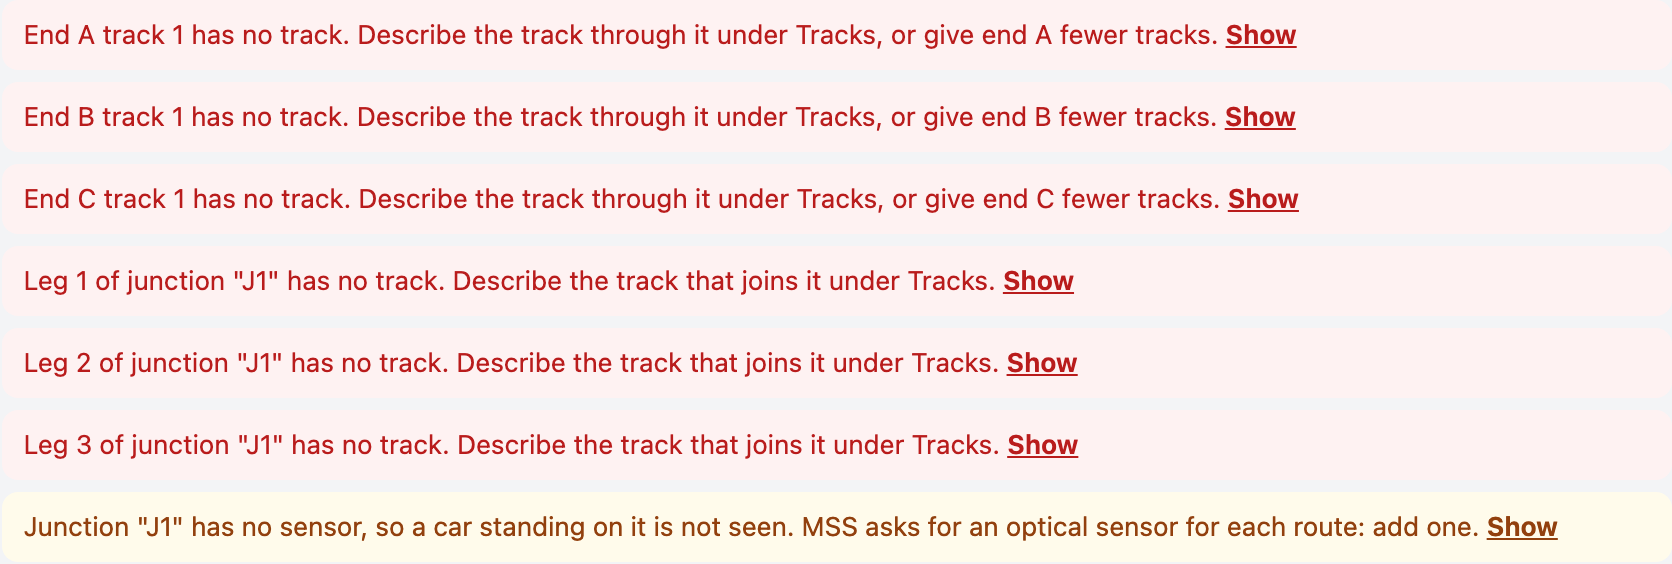 End A track 1 has no track. Describe the track through it under Tracks, or give end A fewer tracks. Show
End B track 1 has no track. Describe the track through it under Tracks, or give end B fewer tracks. Show
End C track 1 has no track. Describe the track through it under Tracks, or give end C fewer tracks. Show
Leg 1 of junction "J1" has no track. Describe the track that joins it under Tracks. Show
Leg 2 of junction "J1" has no track. Describe the track that joins it under Tracks. Show
Leg 3 of junction "J1" has no track. Describe the track that joins it under Tracks. Show
Junction "J1" has no sensor, so a car standing on it is not seen. MSS asks for an optical sensor for each route: add one. Show